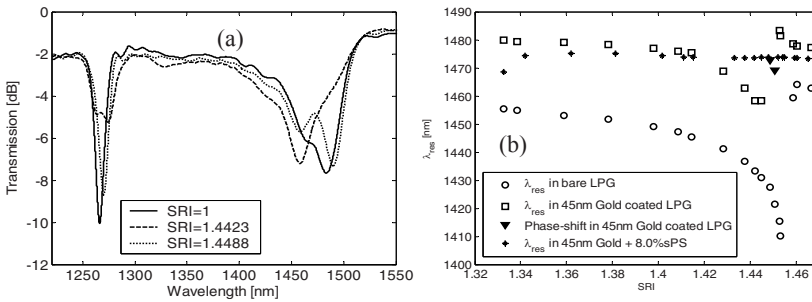 (a)
Transmission [dB]
0
-2
-4
-6
-8
-10
-12
SRI=1
SRI=1.4423
SRI=1.4488
1250
1300
1350
1400
1450
1500
1550
Wavelength [nm]
(b)
λres [nm]
1490
1480
1470
1460
1450
1440
1430
1420
1410
1400
λres in bare LPG
λres in 45nm Gold coated LPG
Phase-shift in 45nm Gold coated LPG
λres in 45nm Gold + 8.0%sPS
1.32
1.34
1.36
1.38
1.4
1.42
1.44
1.46
SRI